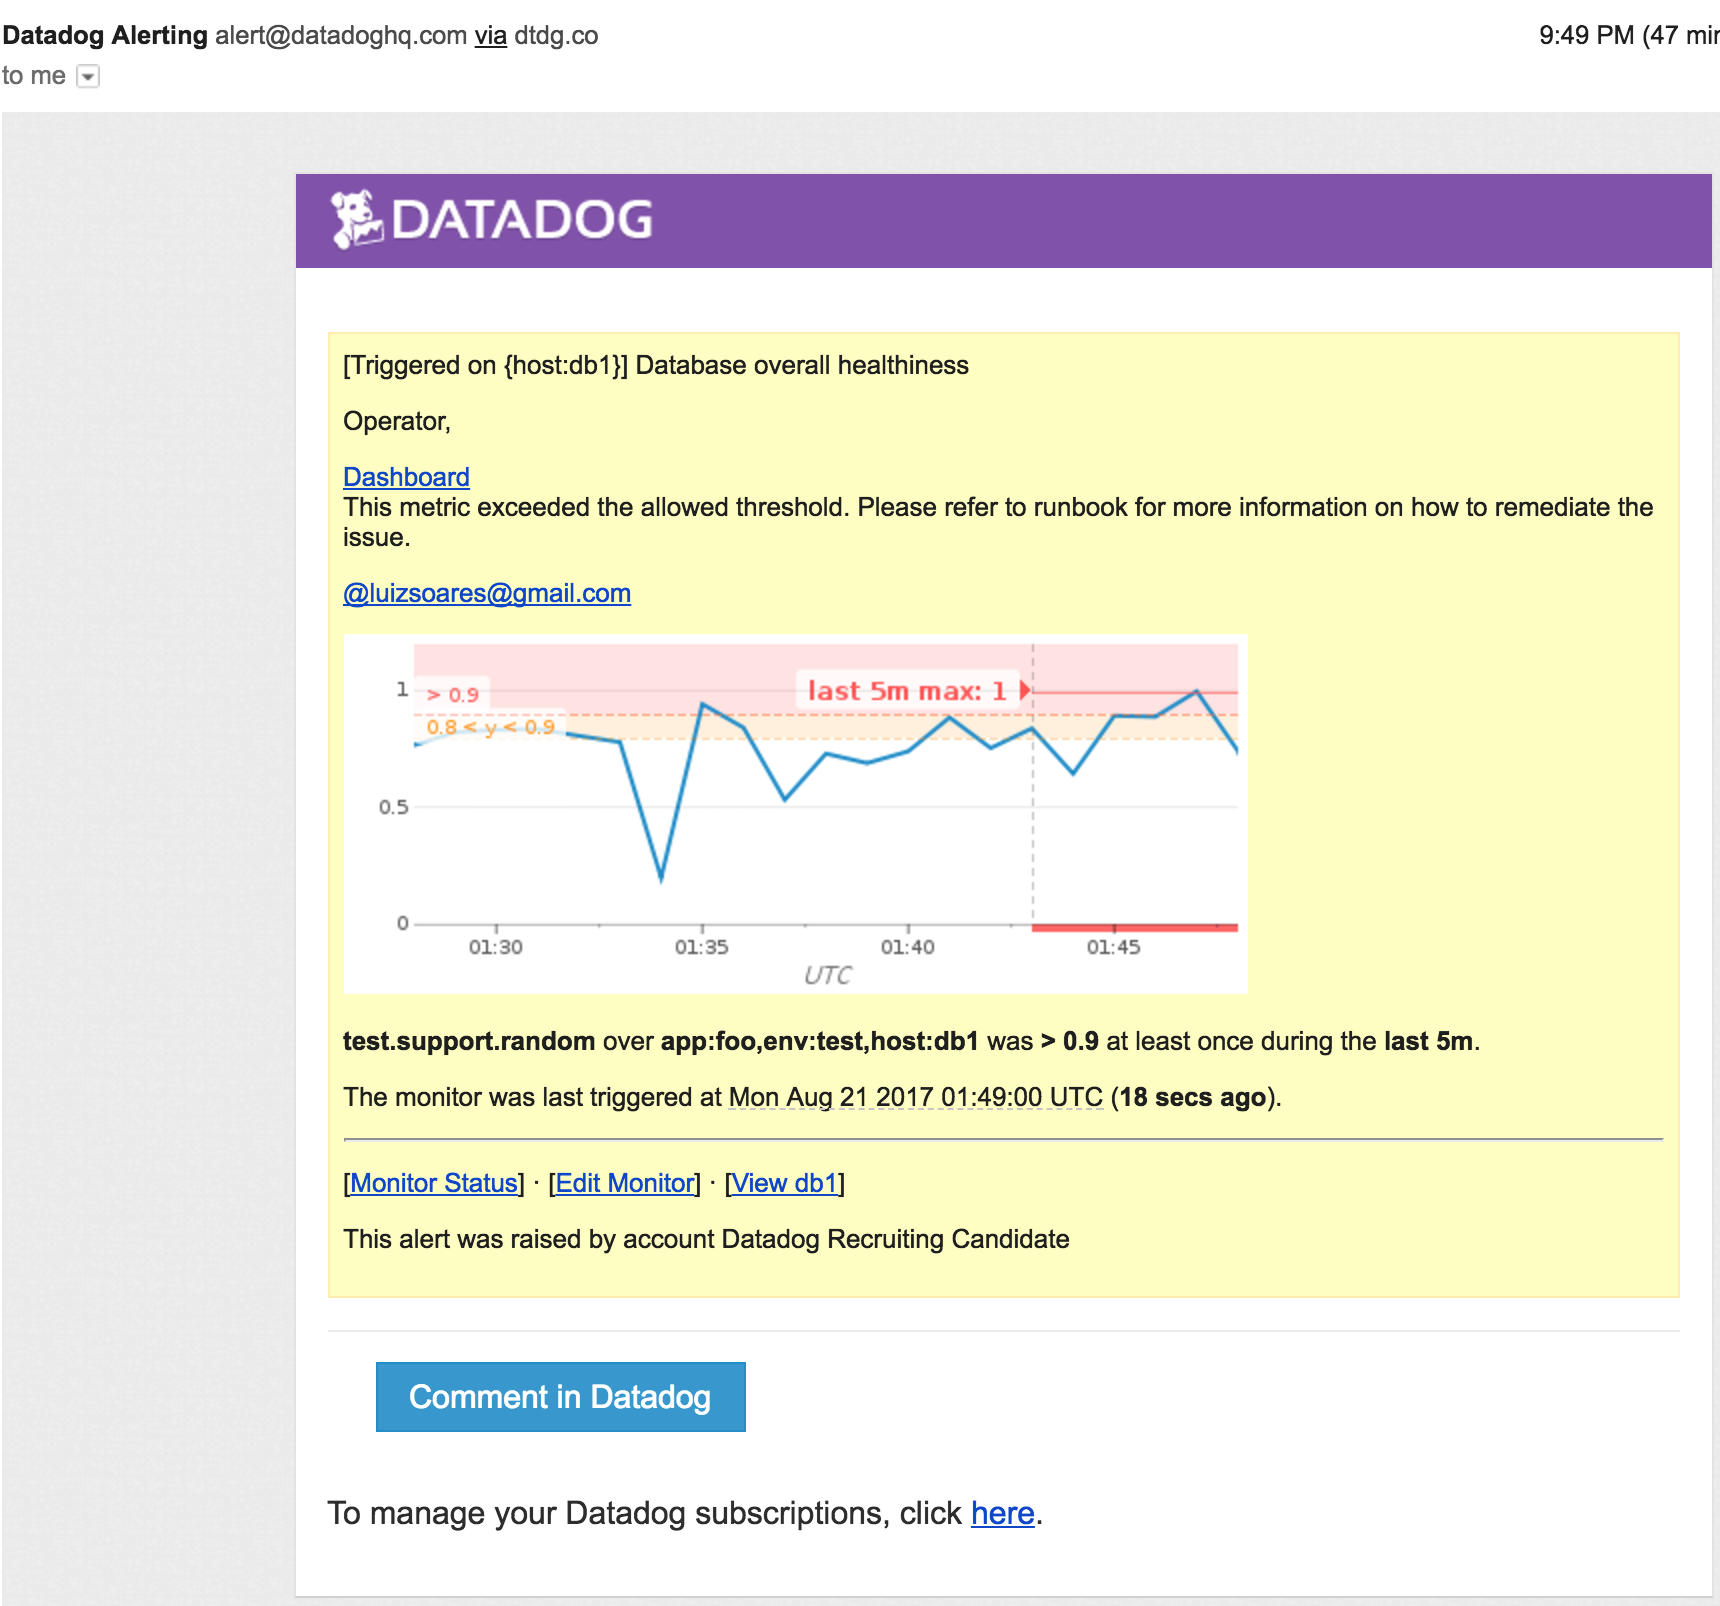 Datadog Alerting alert@datadoghq.com via dtdg.co
9:49 PM (47 
to me
DATADOG
[Triggered on {host:db1}] Database overall healthiness
Operator,
Dashboard
This metric exceeded the allowed threshold. Please refer to runbook for more information on how to remediate the
issue.
@luizsoares@gmail.com
1
> 0.9
last 5m max: 1
0.8 < y < 0.9
0.5
0
01:30 01:35 01:40 01:45
UTC
test.support.random over app:foo,env:test,host:db1 was > 0.9 at least once during the last 5m.
The monitor was last triggered at Mon Aug 21 2017 01:49:00 UTC (18 secs ago).
[Monitor Status] · [Edit Monitor] · [View db1]
This alert was raised by account Datadog Recruiting Candidate
Comment in Datadog
To manage your Datadog subscriptions, click here.